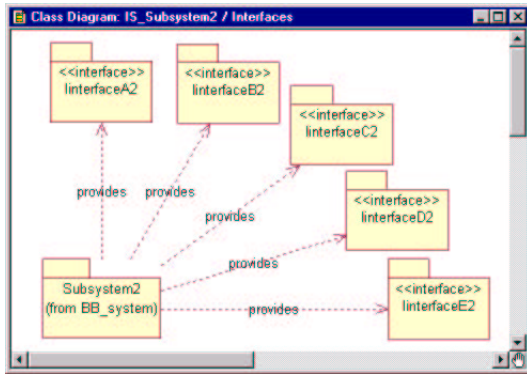 Class Diagram: IS_Subsystem2 / Interfaces
<<interface>>
IinterfaceA2
<<interface>>
IinterfaceB2
<<interface>>
IinterfaceC2
<<interface>>
IinterfaceD2
<<interface>>
IinterfaceE2
provides
provides
provides
provides
provides
Subsystem2
(from BB_system)